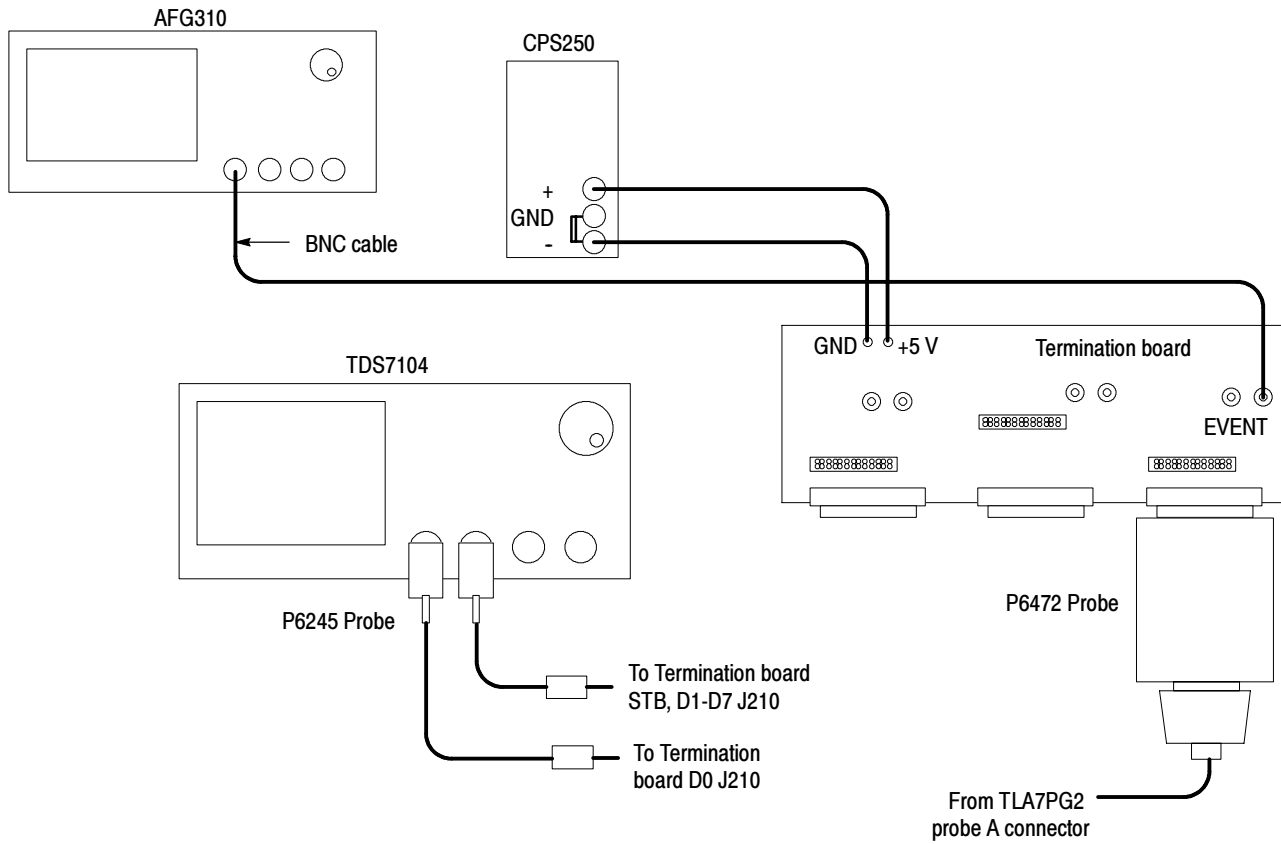 AFG310
CPS250
+
GND
-
BNC cable
GND
+5 V
Termination board
EVENT
TDS7104
P6245 Probe
P6472 Probe
To Termination board
STB, D1-D7 J210
To Termination
board D0 J210
From TLA7PG2
probe A connector